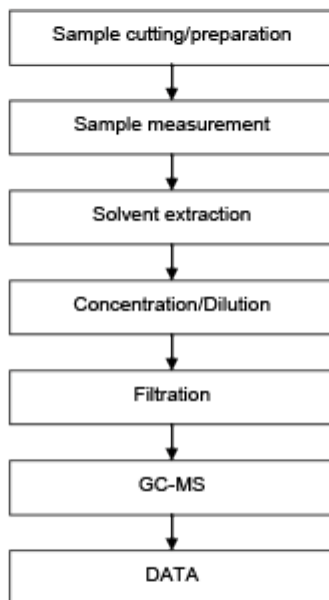 Sample cutting/preparation
Sample measurement
Solvent extraction
Concentration/Dilution
Filtration
GC-MS
DATA